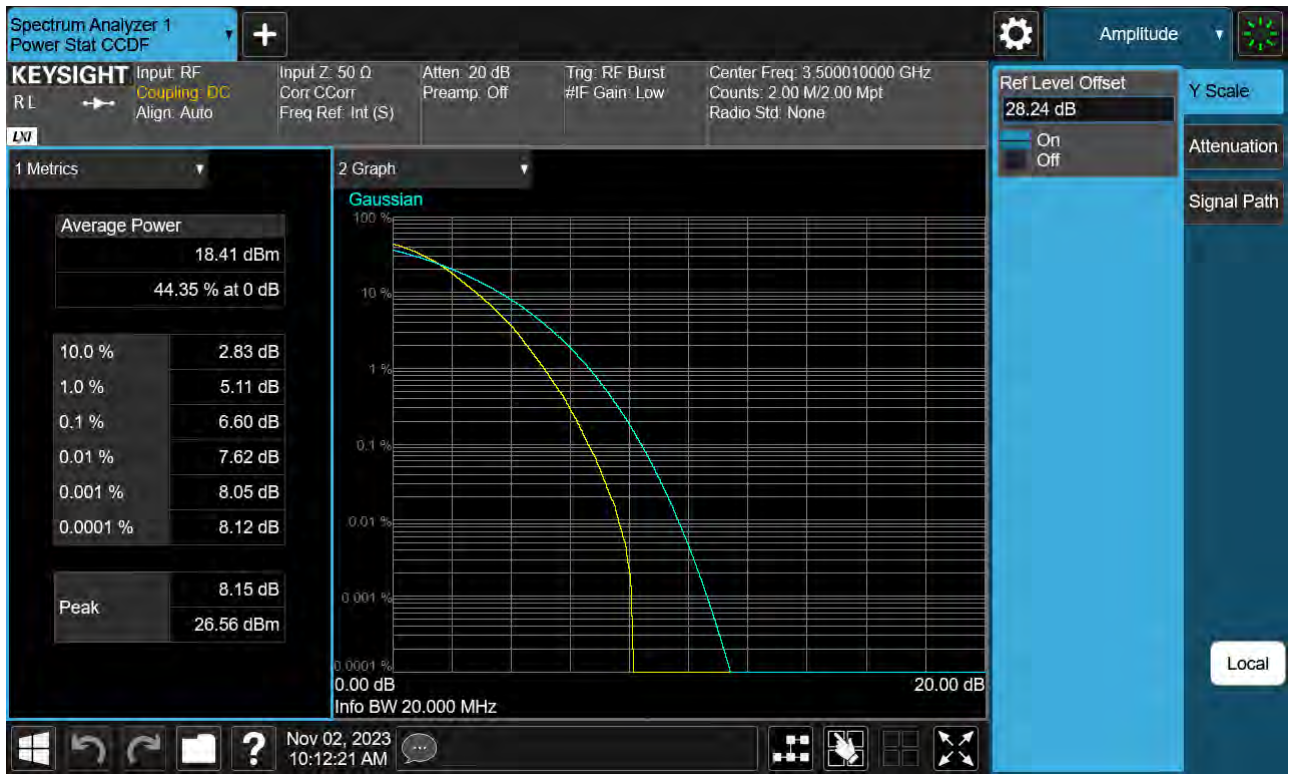 Spectrum Analyzer 1
Power Stat CCDF
+
Amplitude
KEYSIGHT
RL
LXI
Input: RF
Coupling: DC
Align: Auto
Input Z: 50 Ω
Corr CCorr
Freq Ref: Int (S)
Atten: 20 dB
Preamp: Off
Trig: RF Burst
#IF Gain: Low
Center Freq: 3.500010000 GHz
Counts: 2.00 M/2.00 Mpt
Radio Std: None
Ref Level Offset
28.24 dB
On
Off
Y Scale
Attenuation
Signal Path
Local
1 Metrics
Average Power
18.41 dBm
44.35 % at 0 dB
10.0 % 2.83 dB
1.0 % 5.11 dB
0.1 % 6.60 dB
0.01 % 7.62 dB
0.001 % 8.05 dB
0.0001 % 8.12 dB
Peak
8.15 dB
26.56 dBm
2 Graph
Gaussian
100 %
10 %
1 %
0.1 %
0.01 %
0.001 %
0.0001 %
0.00 dB 20.00 dB
Info BW 20.000 MHz
?
Nov 02, 2023
10:12:21 AM